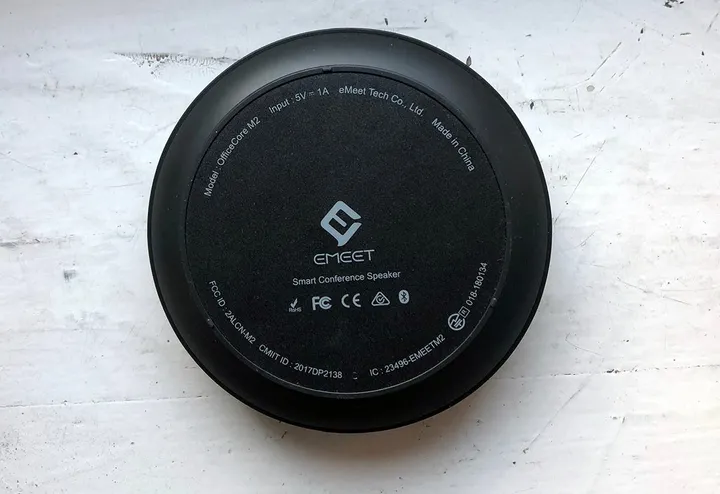 Model : OfficeCore M2
Input : 5V = 1A
eMeet Tech Co., Ltd.
Made in China
EMEET
Smart Conference Speaker
RoHS
FC CE
R 018-180134
FCC ID : 2ALCN-M2
CMIIT ID : 2017DP2138
IC : 23496-EMEETM2